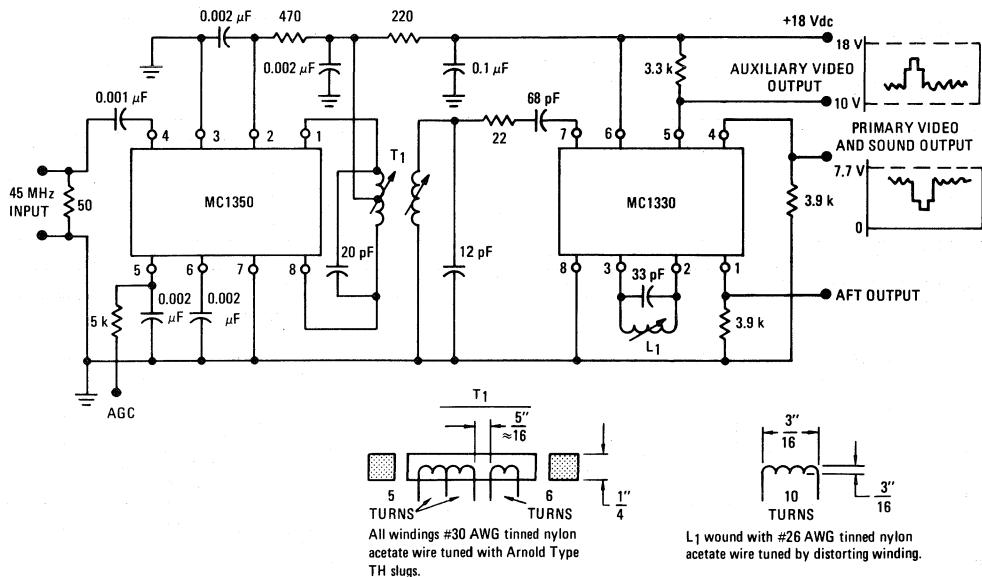 0.002 µF
470
220
+18 Vdc
18 V
0.002 µF
0.1 µF
3.3 k
AUXILIARY VIDEO
OUTPUT
10 V
0.001 µF
68 pF
22
4
3
2
1
T1
7
6
5
4
PRIMARY VIDEO
AND SOUND OUTPUT
7.7 V
45 MHz
INPUT
50
MC1350
MC1330
3.9 k
0
20 pF
12 pF
5
6
7
8
8
3
33 pF
2
1
0.002
µF
0.002
µF
5 k
L1
3.9 k
AFT OUTPUT
AGC
T1
5″
≈16
3″
16
5
TURNS
6
TURNS
1″
4
10
TURNS
3″
16
All windings #30 AWG tinned nylon
acetate wire tuned with Arnold Type
TH slugs.
L1 wound with #26 AWG tinned nylon
acetate wire tuned by distorting winding.